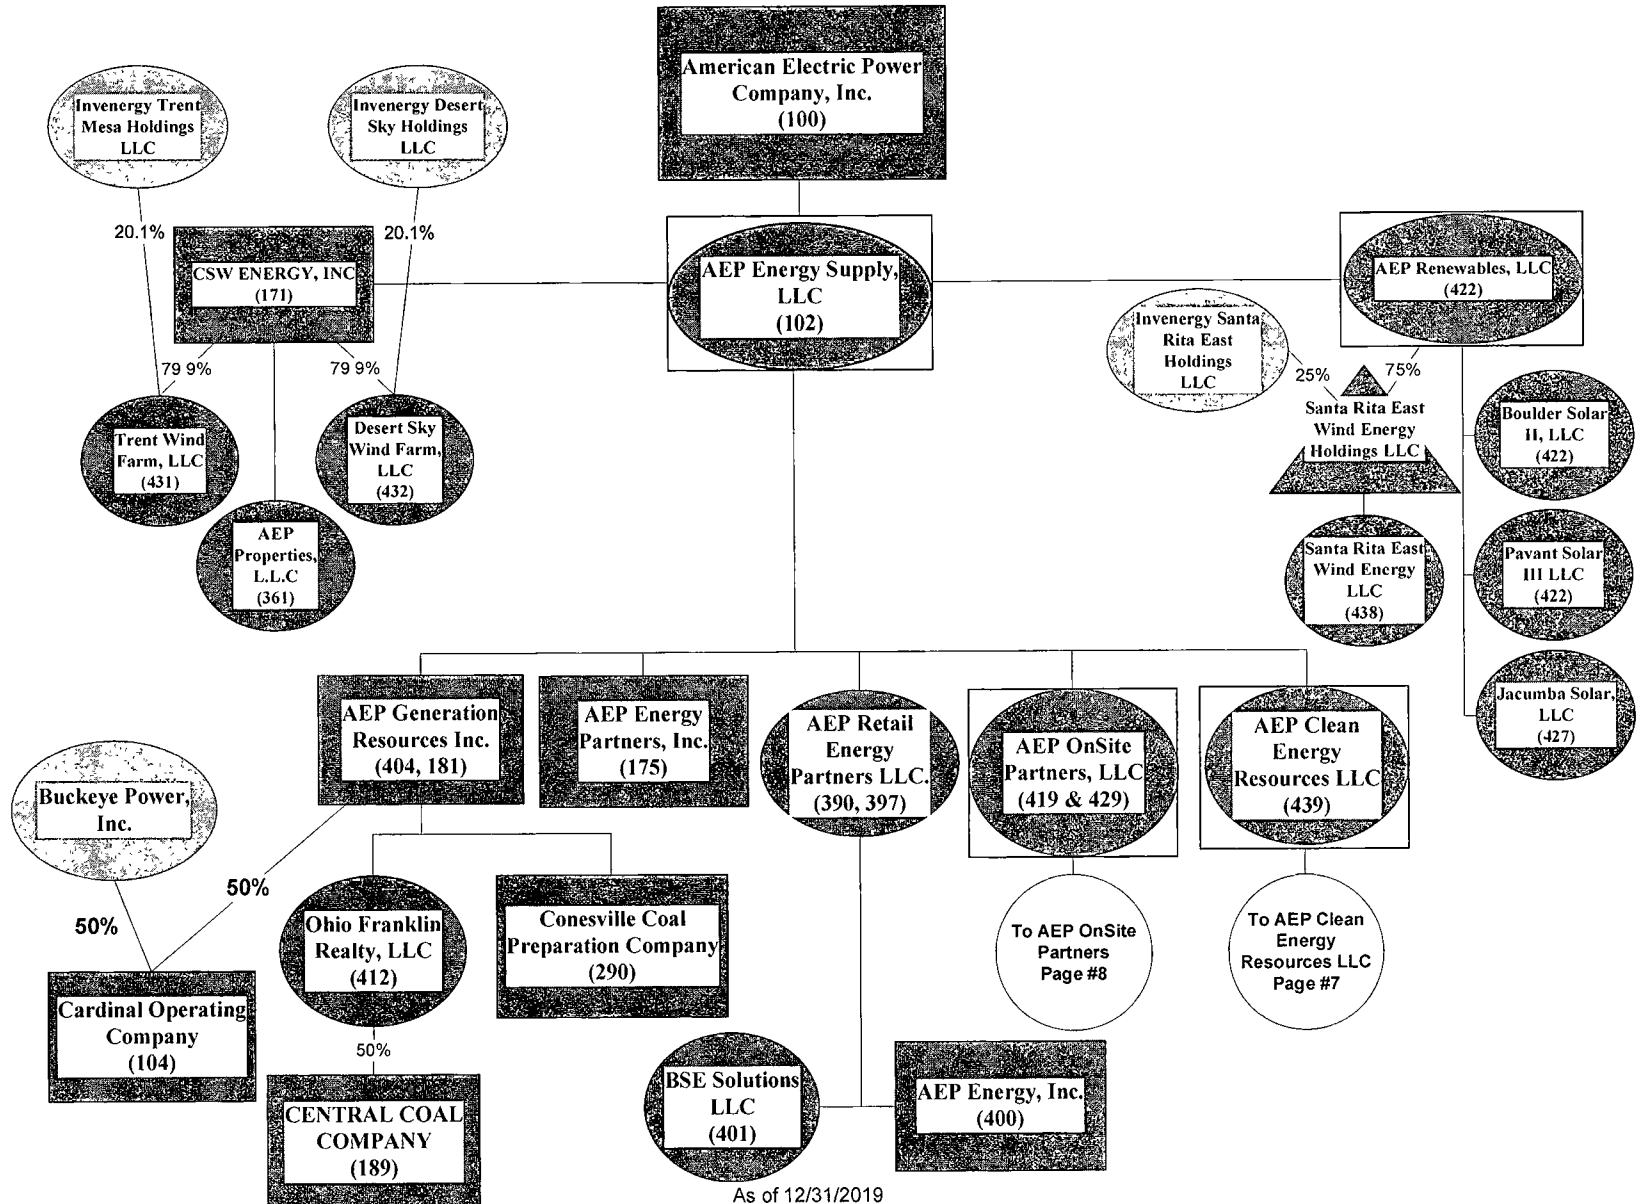 American Electric Power
Company, Inc.
(100)
Invenergy Trent
Mesa Holdings
LLC
Invenergy Desert
Sky Holdings
LLC
20.1%
20.1%
CSW ENERGY, INC
(171)
AEP Energy Supply,
LLC
(102)
AEP Renewables, LLC
(422)
Invenergy Santa
Rita East
Holdings
LLC
25%
75%
79 9%
79 9%
Santa Rita East
Wind Energy
Holdings LLC
Trent Wind
Farm, LLC
(431)
Desert Sky
Wind Farm,
LLC
(432)
Boulder Solar
II, LLC
(422)
AEP
Properties,
L.L.C
(361)
Santa Rita East
Wind Energy
LLC
(438)
Pavant Solar
III LLC
(422)
Jacumba Solar,
LLC
(427)
AEP Generation
Resources Inc.
(404, 181)
AEP Energy
Partners, Inc.
(175)
AEP Retail
Energy
Partners LLC.
(390, 397)
AEP OnSite
Partners, LLC
(419 & 429)
AEP Clean
Energy
Resources LLC
(439)
Buckeye Power,
Inc.
50%
50%
Ohio Franklin
Realty, LLC
(412)
Conesville Coal
Preparation Company
(290)
To AEP OnSite
Partners
Page #8
To AEP Clean
Energy
Resources LLC
Page #7
Cardinal Operating
Company
(104)
50%
CENTRAL COAL
COMPANY
(189)
BSE Solutions
LLC
(401)
AEP Energy, Inc.
(400)
As of 12/31/2019